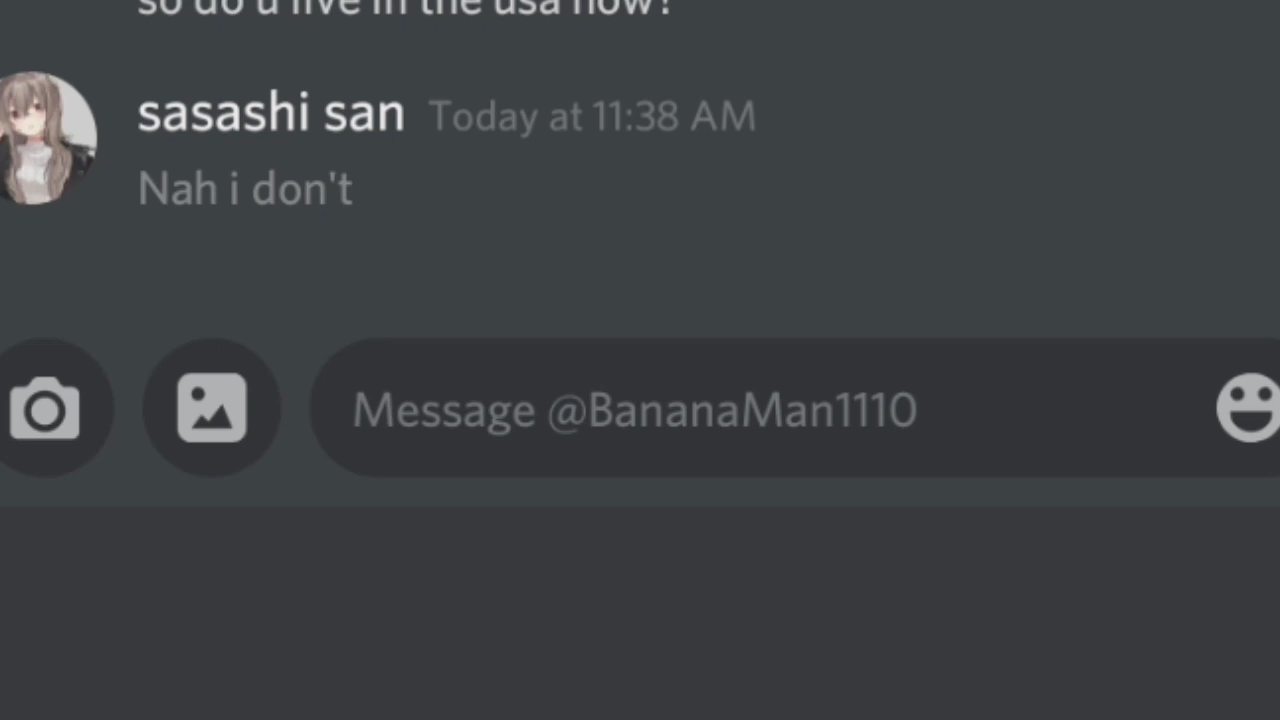 so do u live in the usa now?
sasashi san Today at 11:38 AM
Nah i don't
Message @BananaMan1110